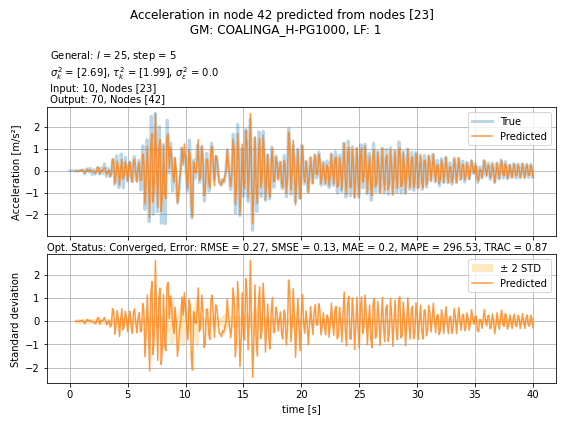 Acceleration in node 42 predicted from nodes [23]
GM: COALINGA_H-PG1000, LF: 1
General: l = 25, step = 5
σ²ₖ = [2.69], τ²ₖ = [1.99], σ²ε = 0.0
Input: 10, Nodes [23]
Output: 70, Nodes [42]
True
Predicted
2
1
0
−1
−2
Acceleration [m/s²]
Opt. Status: Converged, Error: RMSE = 0.27, SMSE = 0.13, MAE = 0.2, MAPE = 296.53, TRAC = 0.87
± 2 STD
Predicted
2
1
0
−1
−2
Standard deviation
0 5 10 15 20 25 30 35 40
time [s]